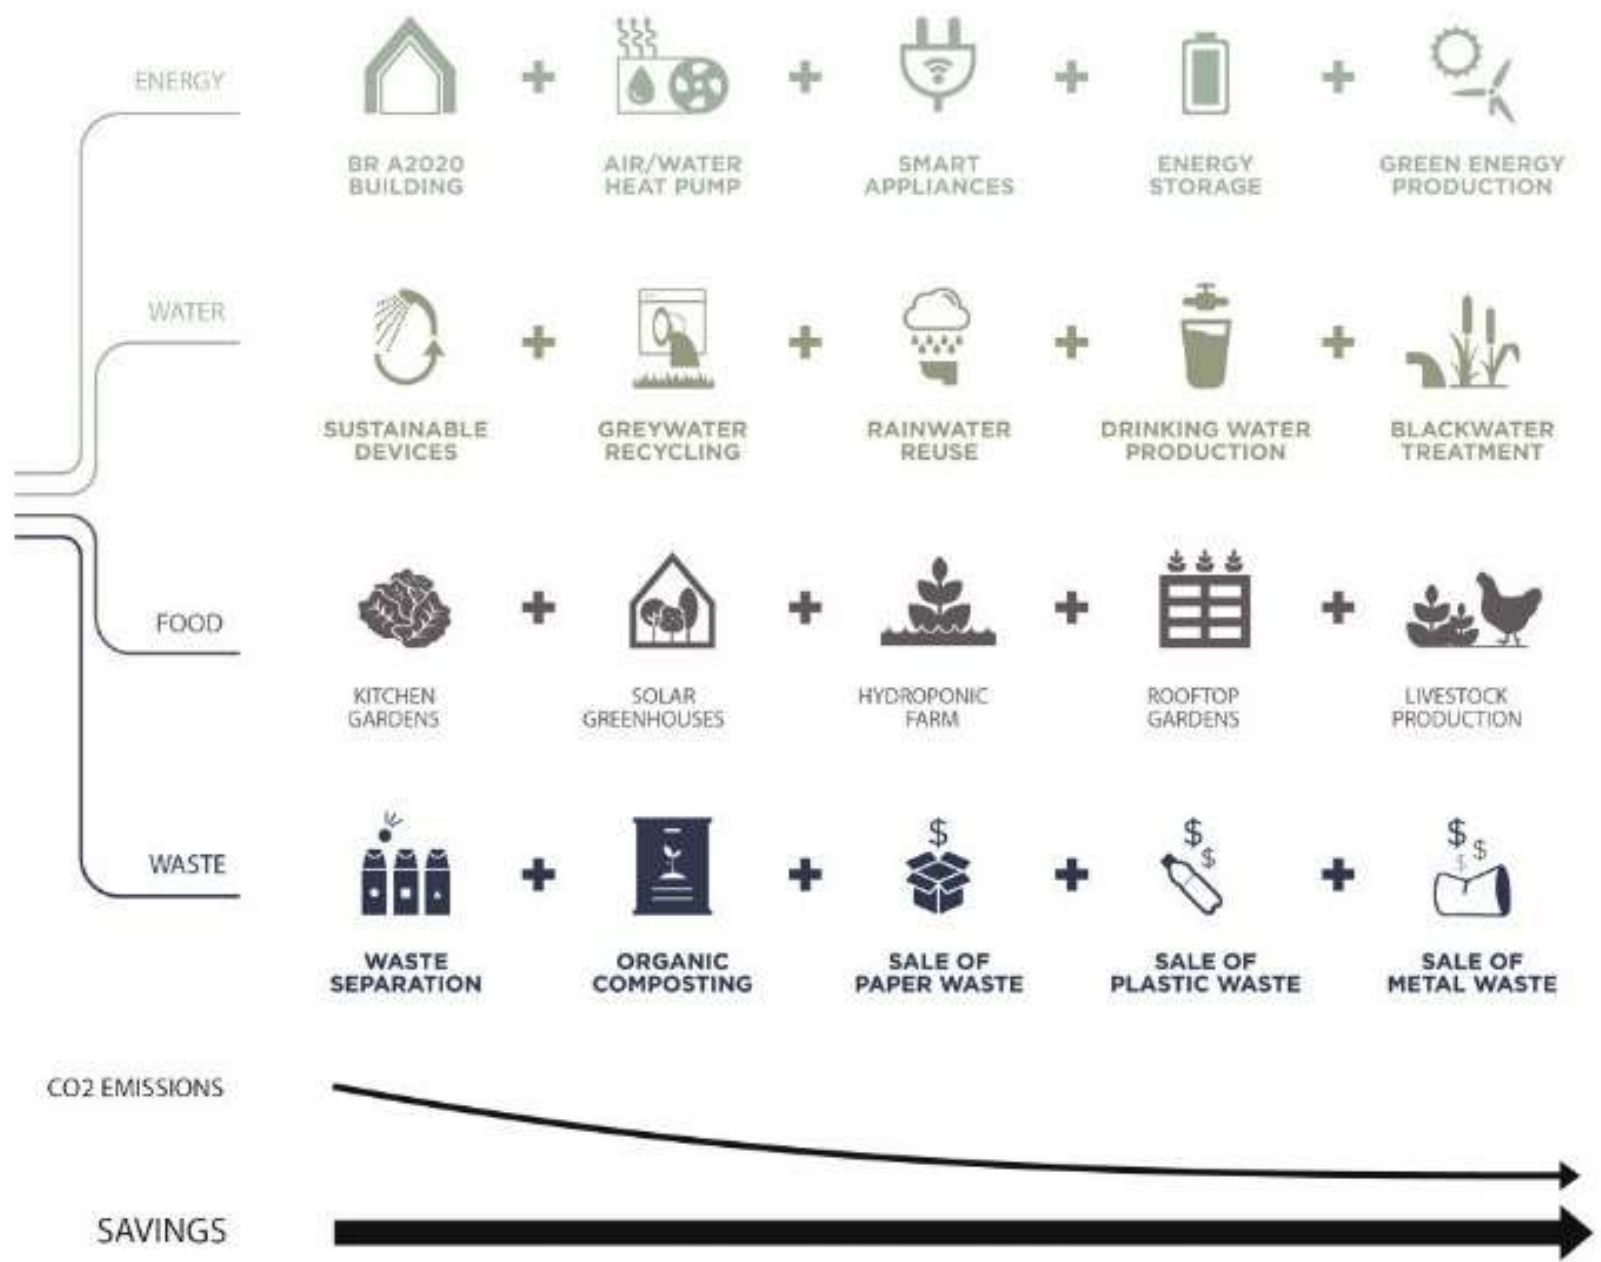 ENERGY
BR A2020
BUILDING
AIR/WATER
HEAT PUMP
SMART
APPLIANCES
ENERGY
STORAGE
GREEN ENERGY
PRODUCTION
WATER
SUSTAINABLE
DEVICES
GREYWATER
RECYCLING
RAINWATER
REUSE
DRINKING WATER
PRODUCTION
BLACKWATER
TREATMENT
FOOD
KITCHEN
GARDENS
SOLAR
GREENHOUSES
HYDROPONIC
FARM
ROOFTOP
GARDENS
LIVESTOCK
PRODUCTION
WASTE
$
$
$
$
$
$
WASTE
SEPARATION
ORGANIC
COMPOSTING
SALE OF
PAPER WASTE
SALE OF
PLASTIC WASTE
SALE OF
METAL WASTE
CO2 EMISSIONS
SAVINGS